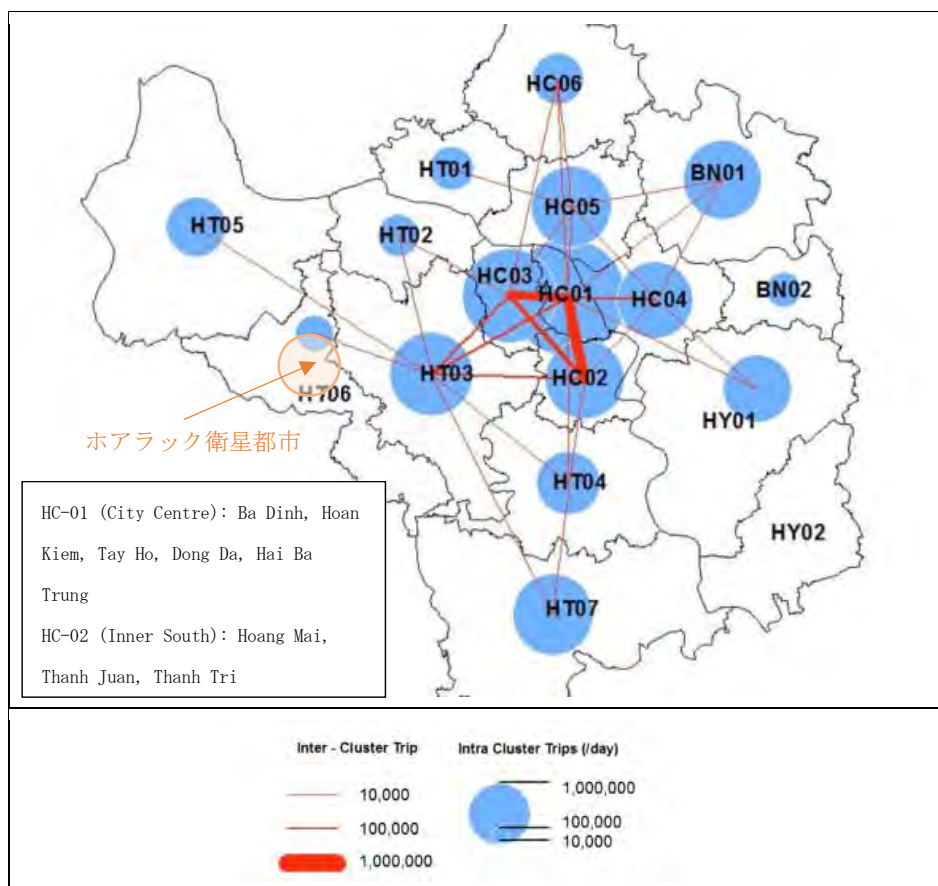 HC06
HT01
BN01
HC05
HT05
HT02
HC03
HC01
HC04
BN02
HT03
HC02
HT06
HY01
ホアラック衛星都市
HT04
HY02
HT07
HC-01 (City Centre): Ba Dinh, Hoan
Kiem, Tay Ho, Dong Da, Hai Ba
Trung
HC-02 (Inner South): Hoang Mai,
Thanh Juan, Thanh Tri
Inter - Cluster Trip
10,000
100,000
1,000,000
Intra Cluster Trips (/day)
1,000,000
100,000
10,000